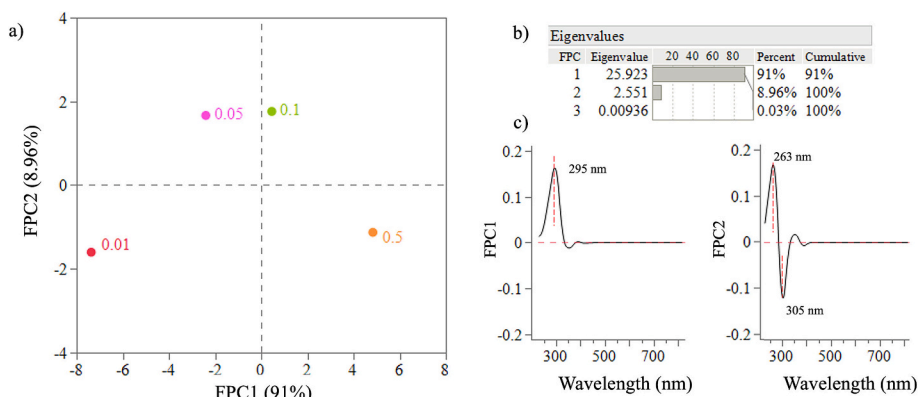 a)
4
2
0
-2
-4
FPC2 (8.96%)
0.05
0.1
0.01
0.5
-8 -6 -4 -2 0 2 4 6 8
FPC1 (91%)
b)
Eigenvalues
FPC Eigenvalue 20 40 60 80 Percent Cumulative
1 25.923 91% 91%
2 2.551 8.96% 100%
3 0.00936 0.03% 100%
c)
0.2
0.1
0
-0.1
-0.2
FPC1
295 nm
300 500 700
Wavelength (nm)
0.2
0.1
0
-0.1
-0.2
FPC2
263 nm
305 nm
300 500 700
Wavelength (nm)